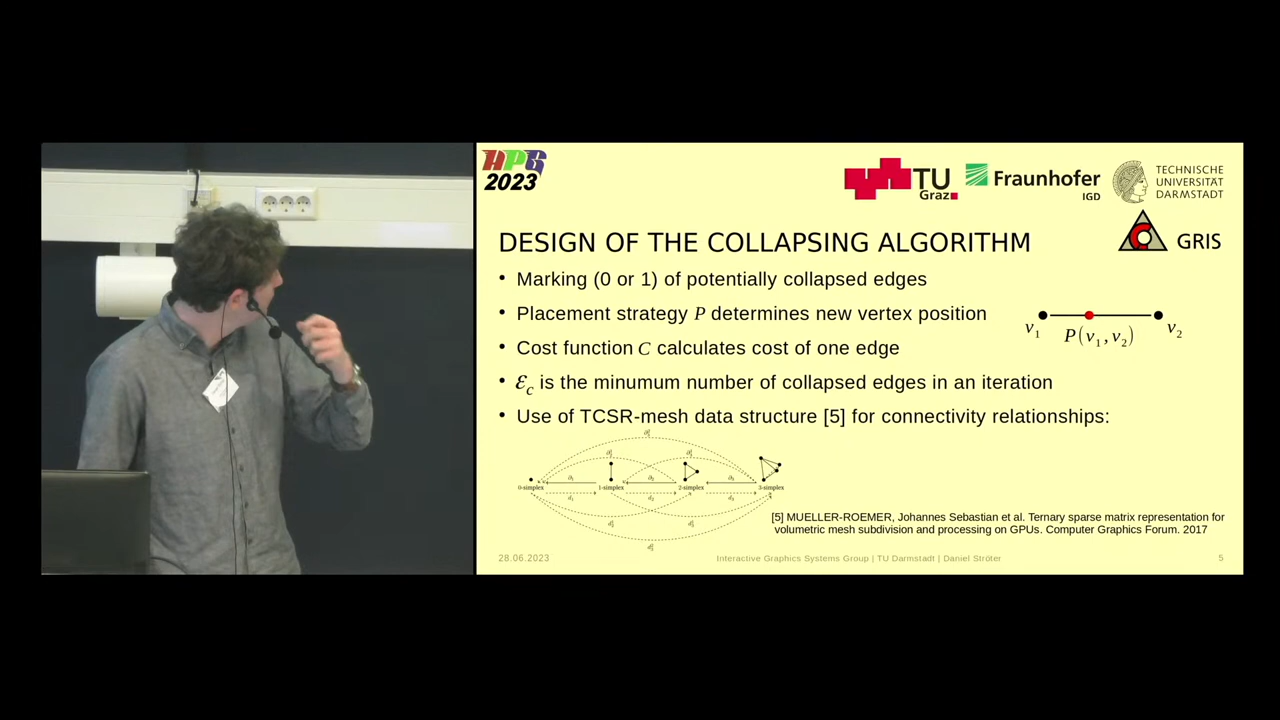 HPG
2023
TU
Graz
Fraunhofer
IGD
TECHNISCHE
UNIVERSITÄT
DARMSTADT
GRIS
DESIGN OF THE COLLAPSING ALGORITHM
• Marking (0 or 1) of potentially collapsed edges
• Placement strategy P determines new vertex position
v₁ P(v₁,v₂) v₂
• Cost function C calculates cost of one edge
• ℰc is the minumum number of collapsed edges in an iteration
• Use of TCSR-mesh data structure [5] for connectivity relationships:
0-simplex 1-simplex 2-simplex 3-simplex
[5] MUELLER-ROEMER, Johannes Sebastian et al. Ternary sparse matrix representation for
volumetric mesh subdivision and processing on GPUs. Computer Graphics Forum. 2017
28.06.2023 Interactive Graphics Systems Group | TU Darmstadt | Daniel Ströter 5